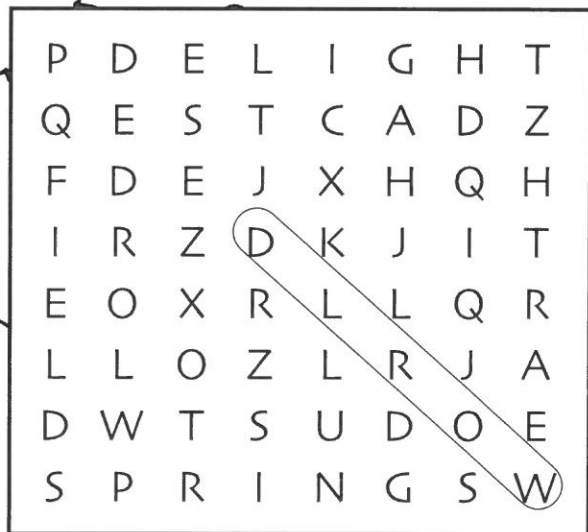 P D E L I G H T
Q E S T C A D Z
F D E J X H Q H
I R Z D K J I T
E O X R L L Q R
L L O Z L R J A
D W T S U D O E
S P R I N G S W